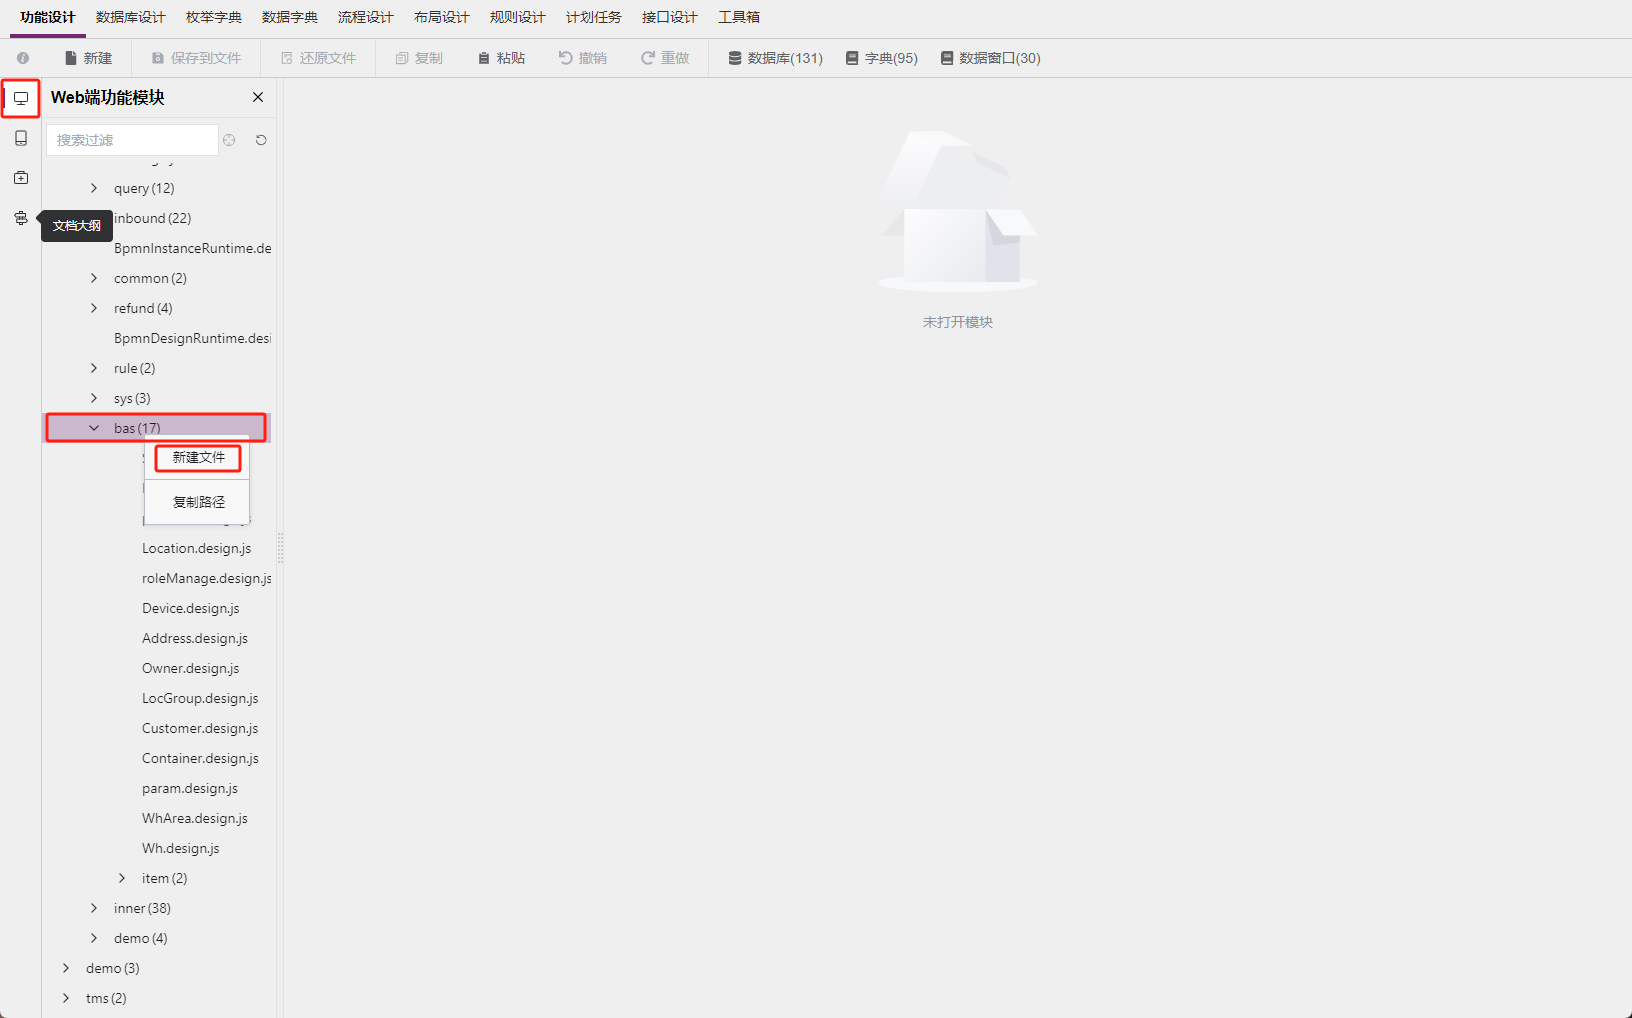 功能设计 数据库设计 枚举字典 数据字典 流程设计 布局设计 规则设计 计划任务 接口设计 工具箱
新建 保存到文件 还原文件 复制 粘贴 撤销 重做 数据库(131) 字典(95) 数据窗口(30)
Web端功能模块
搜索过滤
query (12)
inbound (22)
文档大纲
BpmnInstanceRuntime.de
common (2)
refund (4)
BpmnDesignRuntime.desi
rule (2)
sys (3)
bas (17)
新建文件
复制路径
Location.design.js
roleManage.design.js
Device.design.js
Address.design.js
Owner.design.js
LocGroup.design.js
Customer.design.js
Container.design.js
param.design.js
WhArea.design.js
Wh.design.js
item (2)
inner (38)
demo (4)
demo (3)
tms (2)
未打开模块